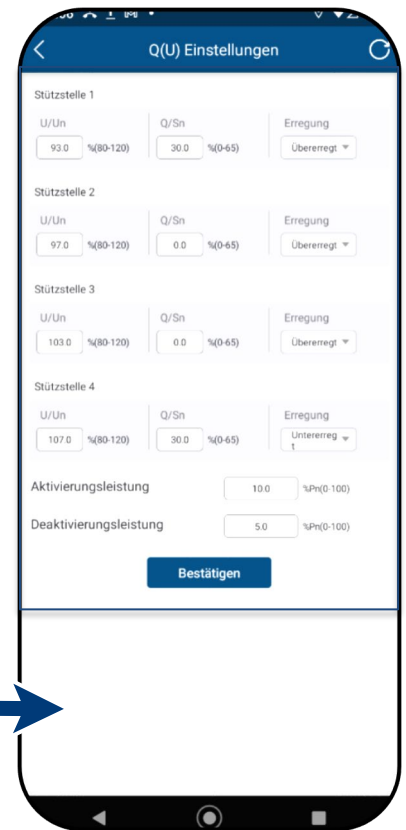 Q(U) Einstellungen
Stützstelle 1
U/Un Q/Sn Erregung
93.0 %(80-120) 30.0 %(0-65) Übererregt
Stützstelle 2
U/Un Q/Sn Erregung
97.0 %(80-120) 0.0 %(0-65) Übererregt
Stützstelle 3
U/Un Q/Sn Erregung
103.0 %(80-120) 0.0 %(0-65) Übererregt
Stützstelle 4
U/Un Q/Sn Erregung
107.0 %(80-120) 30.0 %(0-65) Untererreg
t
Aktivierungsleistung 10.0 %Pn(0-100)
Deaktivierungsleistung 5.0 %Pn(0-100)
Bestätigen